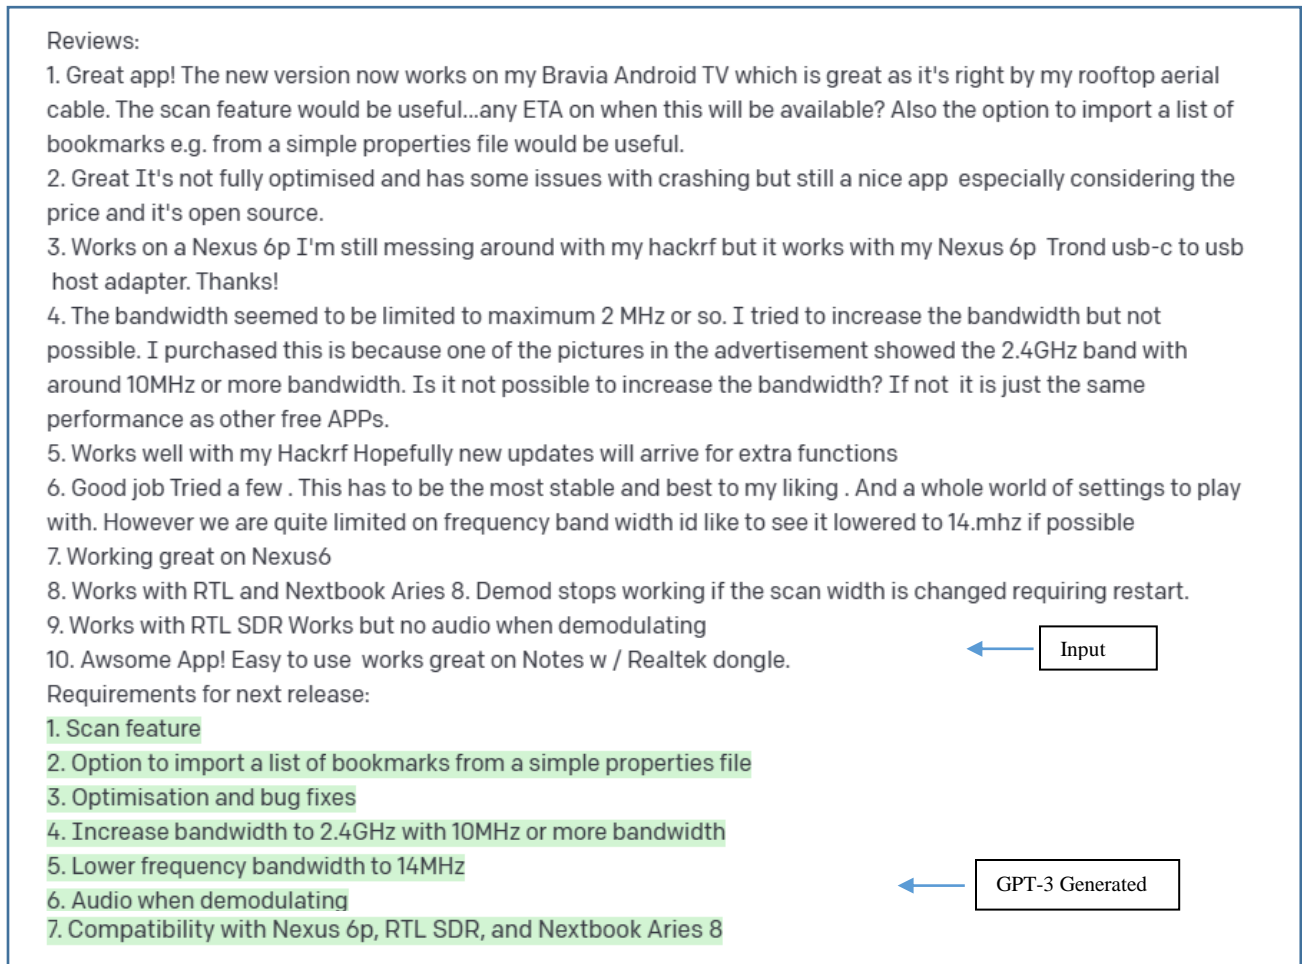 Reviews:
1. Great app! The new version now works on my Bravia Android TV which is great as it's right by my rooftop aerial
cable. The scan feature would be useful...any ETA on when this will be available? Also the option to import a list of
bookmarks e.g. from a simple properties file would be useful.
2. Great It's not fully optimised and has some issues with crashing but still a nice app  especially considering the
price and it's open source.
3. Works on a Nexus 6p I'm still messing around with my hackrf but it works with my Nexus 6p  Trond usb-c to usb
host adapter. Thanks!
4. The bandwidth seemed to be limited to maximum 2 MHz or so. I tried to increase the bandwidth but not
possible. I purchased this is because one of the pictures in the advertisement showed the 2.4GHz band with
around 10MHz or more bandwidth. Is it not possible to increase the bandwidth? If not  it is just the same
performance as other free APPs.
5. Works well with my Hackrf Hopefully new updates will arrive for extra functions
6. Good job Tried a few . This has to be the most stable and best to my liking . And a whole world of settings to play
with. However we are quite limited on frequency band width id like to see it lowered to 14.mhz if possible
7. Working great on Nexus6
8. Works with RTL and Nextbook Aries 8. Demod stops working if the scan width is changed requiring restart.
9. Works with RTL SDR Works but no audio when demodulating
10. Awsome App! Easy to use  works great on Notes w / Realtek dongle.
Input
Requirements for next release:
1. Scan feature
2. Option to import a list of bookmarks from a simple properties file
3. Optimisation and bug fixes
4. Increase bandwidth to 2.4GHz with 10MHz or more bandwidth
5. Lower frequency bandwidth to 14MHz
6. Audio when demodulating
GPT-3 Generated
7. Compatibility with Nexus 6p, RTL SDR, and Nextbook Aries 8